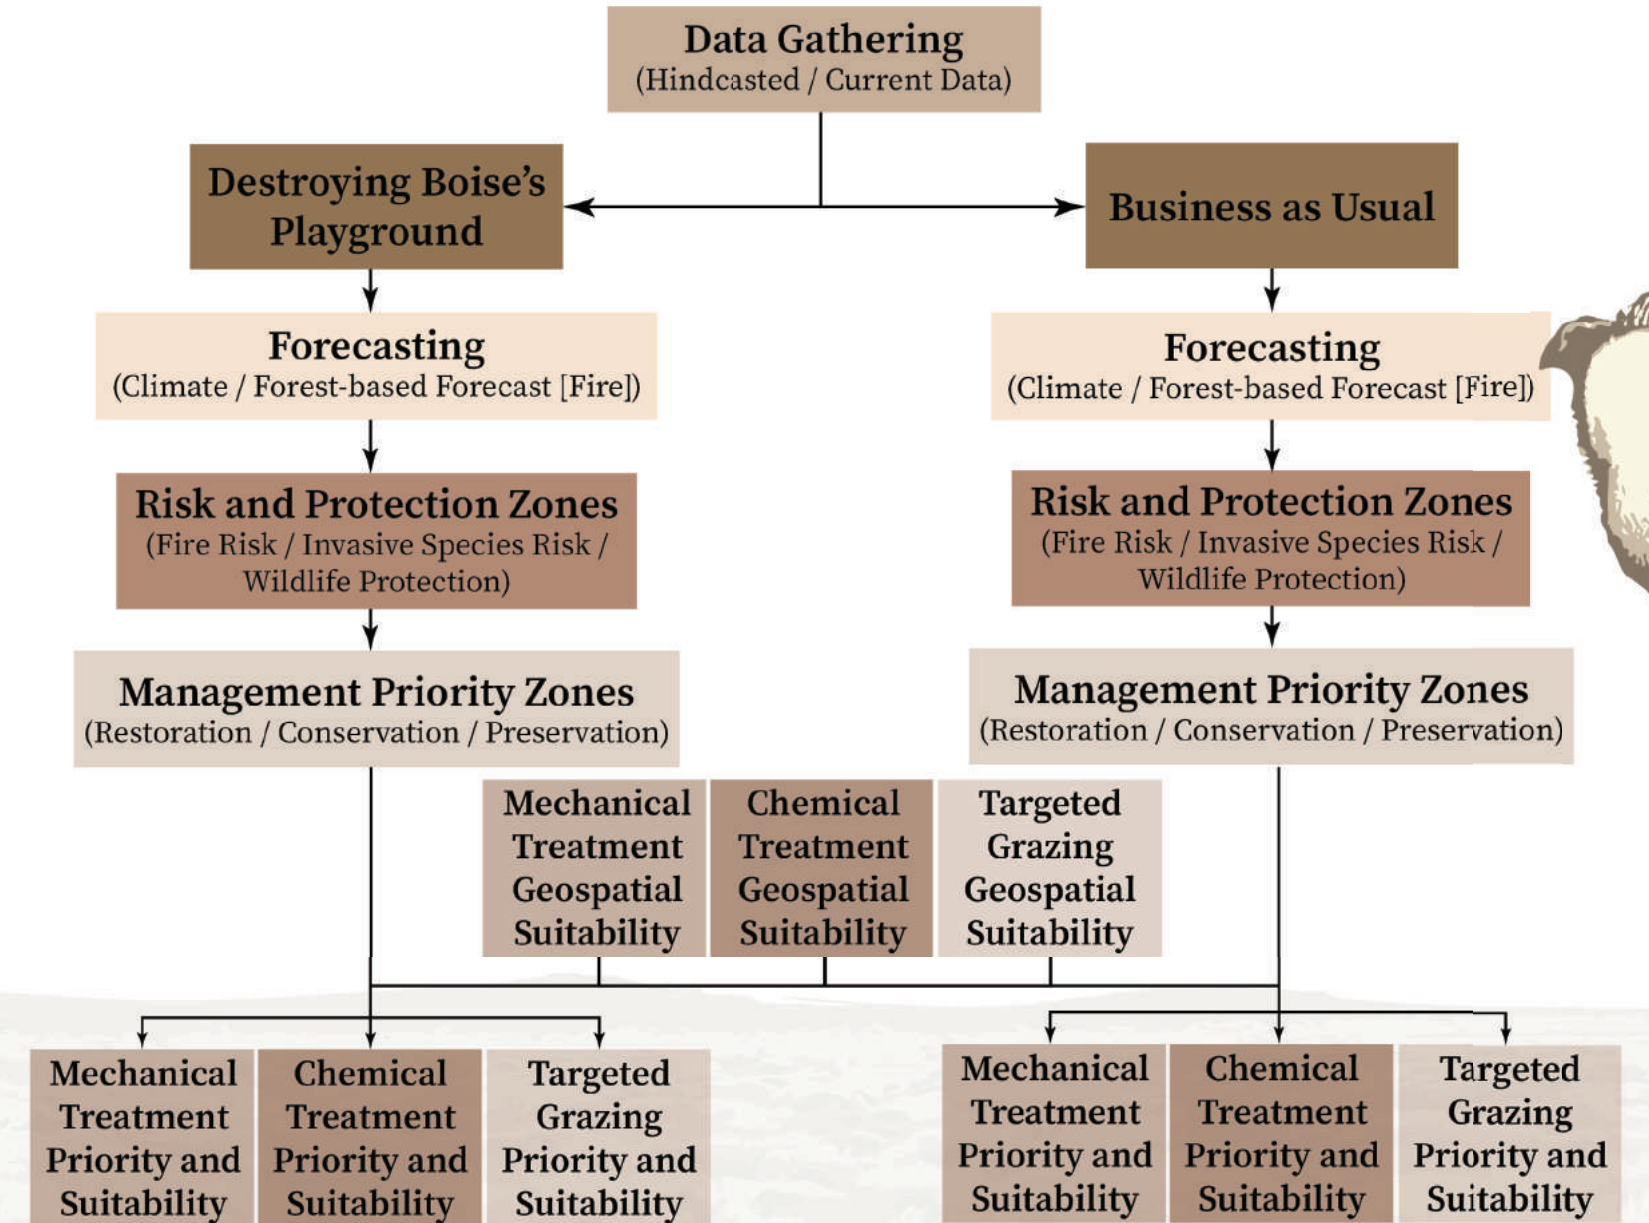 Data Gathering
(Hindcasted / Current Data)
Destroying Boise’s
Playground
Business as Usual
Forecasting
(Climate / Forest-based Forecast [Fire])
Forecasting
(Climate / Forest-based Forecast [Fire])
Risk and Protection Zones
(Fire Risk / Invasive Species Risk /
Wildlife Protection)
Risk and Protection Zones
(Fire Risk / Invasive Species Risk /
Wildlife Protection)
Management Priority Zones
(Restoration / Conservation / Preservation)
Management Priority Zones
(Restoration / Conservation / Preservation)
Mechanical
Treatment
Geospatial
Suitability
Chemical
Treatment
Geospatial
Suitability
Targeted
Grazing
Geospatial
Suitability
Mechanical
Treatment
Priority and
Suitability
Chemical
Treatment
Priority and
Suitability
Targeted
Grazing
Priority and
Suitability
Mechanical
Treatment
Priority and
Suitability
Chemical
Treatment
Priority and
Suitability
Targeted
Grazing
Priority and
Suitability